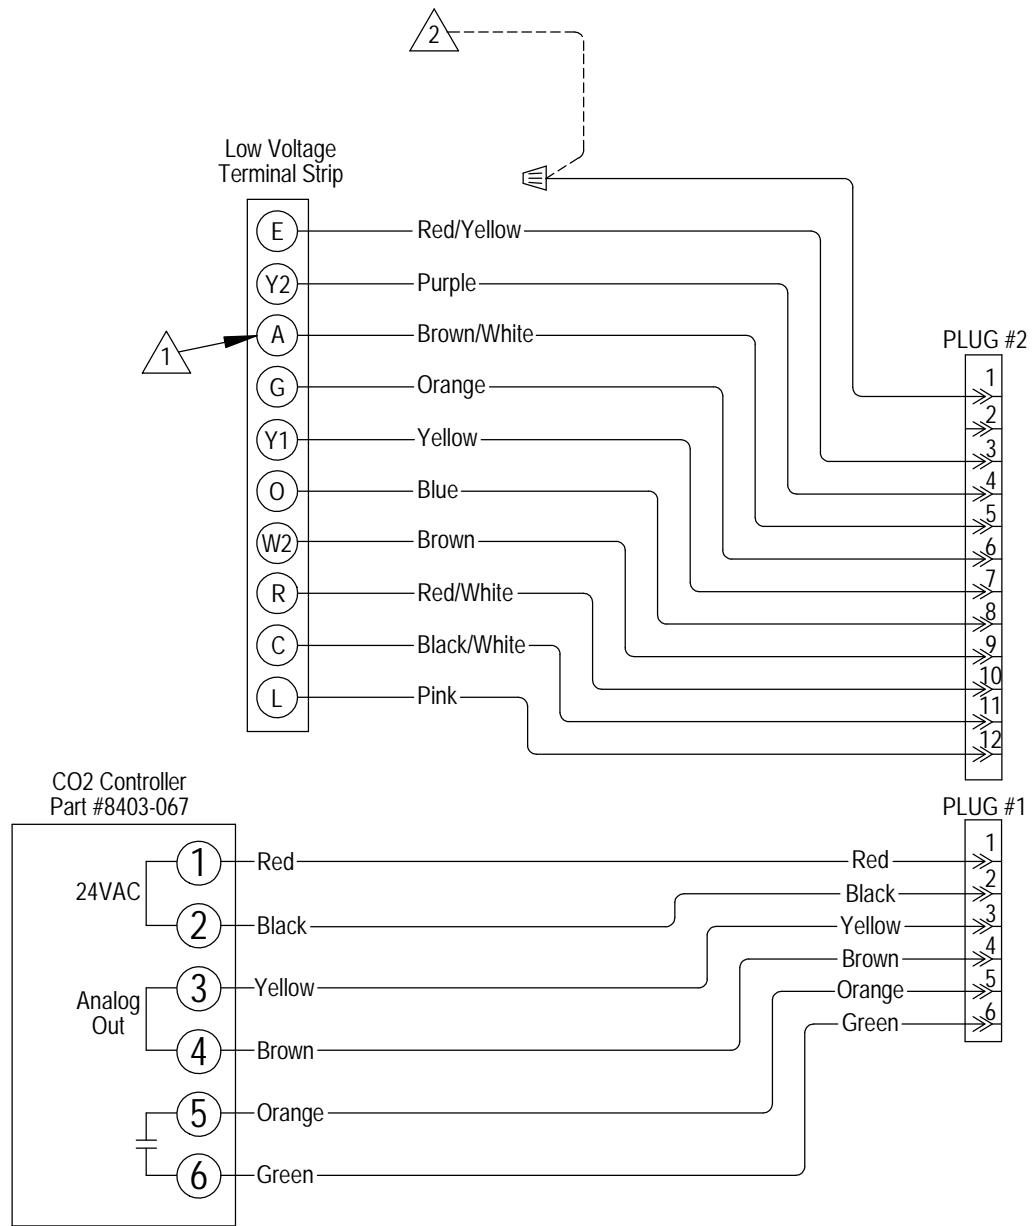 2
Low Voltage
Terminal Strip
E Red/Yellow
Y2 Purple
1
A Brown/White
G Orange
Y1 Yellow
O Blue
W2 Brown
R Red/White
C Black/White
L Pink
PLUG #2
1
2
3
4
5
6
7
8
9
10
11
12
CO2 Controller
Part #8403-067
24VAC
Analog
Out
1 Red
2 Black
3 Yellow
4 Brown
5 Orange
6 Green
PLUG #1
Red 1
Black 2
Yellow 3
Brown 4
Orange 5
Green 6